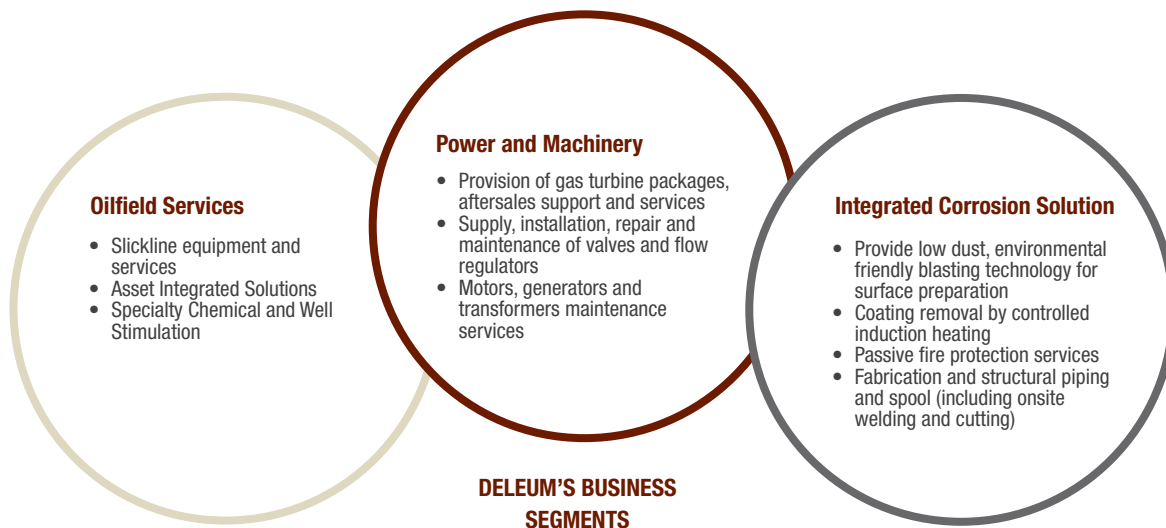 Oilfield Services
• Slickline equipment and
services
• Asset Integrated Solutions
• Specialty Chemical and Well
Stimulation
Power and Machinery
• Provision of gas turbine packages,
aftersales support and services
• Supply, installation, repair and
maintenance of valves and flow
regulators
• Motors, generators and
transformers maintenance
services
Integrated Corrosion Solution
• Provide low dust, environmental
friendly blasting technology for
surface preparation
• Coating removal by controlled
induction heating
• Passive fire protection services
• Fabrication and structural piping
and spool (including onsite
welding and cutting)
DELEUM'S BUSINESS
SEGMENTS